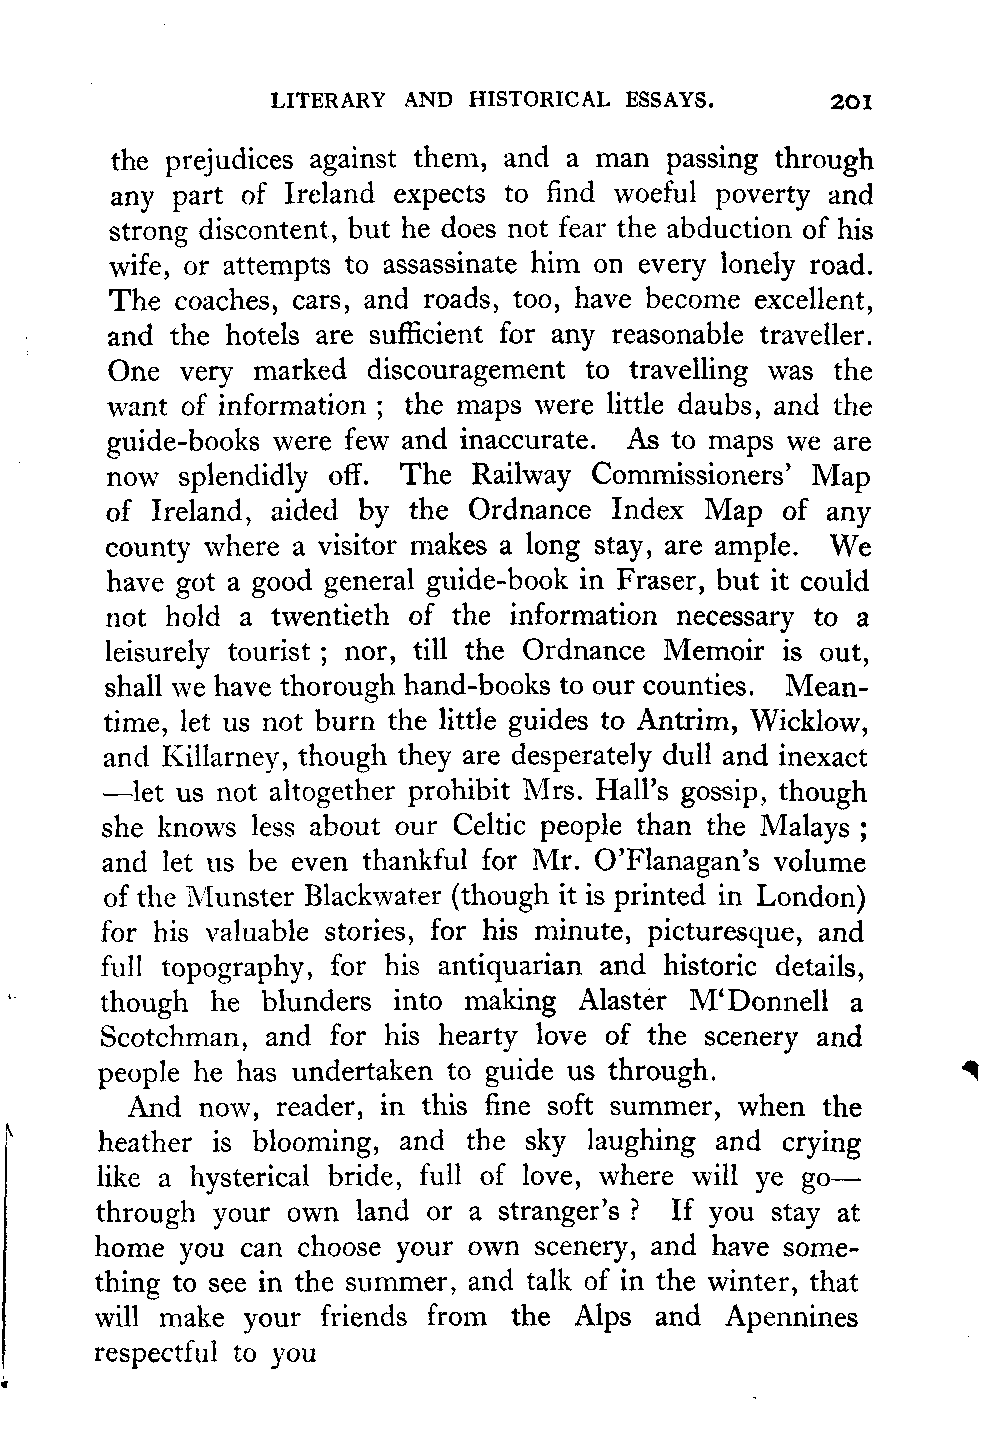 LITERARY AND HISTORICAL ESSAYS. 201
the prejudices against them, and a man passing through
any part of Ireland expects to find woeful poverty and
strong discontent, but he does not fear the abduction of his
wife, or attempts to assassinate him on every lonely road.
The coaches, cars, and roads, too, have become excellent,
and the hotels are sufficient for any reasonable traveller.
One very marked discouragement to travelling was the
want of information ; the maps were little daubs, and the
guide-books were few and inaccurate. As to maps we are
now splendidly off. The Railway Commissioners' Map
of Ireland, aided by the Ordnance Index Map of any
county where a visitor makes a long stay, are ample. We
have got a good general guide-book in Fraser, but it could
not hold a twentieth of the information necessary to a
leisurely tourist ; nor, till the Ordnance Memoir is out,
shall we have thorough hand-books to our counties. Mean-
time, let us not burn the little guides to Antrim, Wicklow,
and Killarney, though they are desperately dull and inexact
—let us not altogether prohibit Mrs. Hall's gossip, though
she knows less about our Celtic people than the Malays ;
and let us be even thankful for Mr. O'Flanagan's volume
of the Munster Blackwater (though it is printed in London)
for his valuable stories, for his minute, picturesque, and
full topography, for his antiquarian and historic details,
though he blunders into making Alaster M'Donnell a
Scotchman, and for his hearty love of the scenery and
people he has undertaken to guide us through.
And now, reader, in this fine soft summer, when the
heather is blooming, and the sky laughing and crying
like a hysterical bride, full of love, where will ye go—
through your own land or a stranger's ? If you stay at
home you can choose your own scenery, and have some-
thing to see in the summer, and talk of in the winter, that
will make your friends from the Alps and Apennines
respectful to you